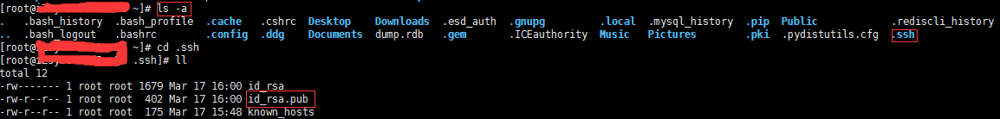 [root@i ~]# ls -a
. .bash_history .bash_profile .cache .cshrc Desktop Downloads .esd_auth .gnupg .local .mysql_history .pip Public .rediscli_history
.. .bash_logout .bashrc .config .ddg Documents dump.rdb .gem .ICEauthority Music Pictures .pki .pydistutils.cfg .ssh
[root@ ~]# cd .ssh
[root@ .ssh]# ll
total 12
-rw------- 1 root root 1679 Mar 17 16:00 id_rsa
-rw-r--r-- 1 root root 402 Mar 17 16:00 id_rsa.pub
-rw-r--r-- 1 root root 175 Mar 17 15:48 known_hosts